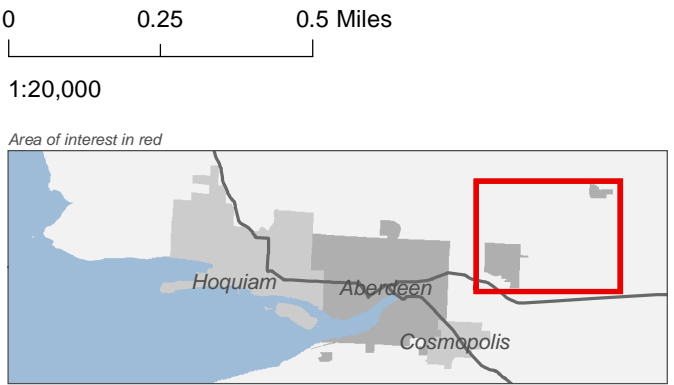 0 0.25 0.5 Miles
1:20,000
Area of interest in red
Hoquiam Aberdeen
Cosmopolis